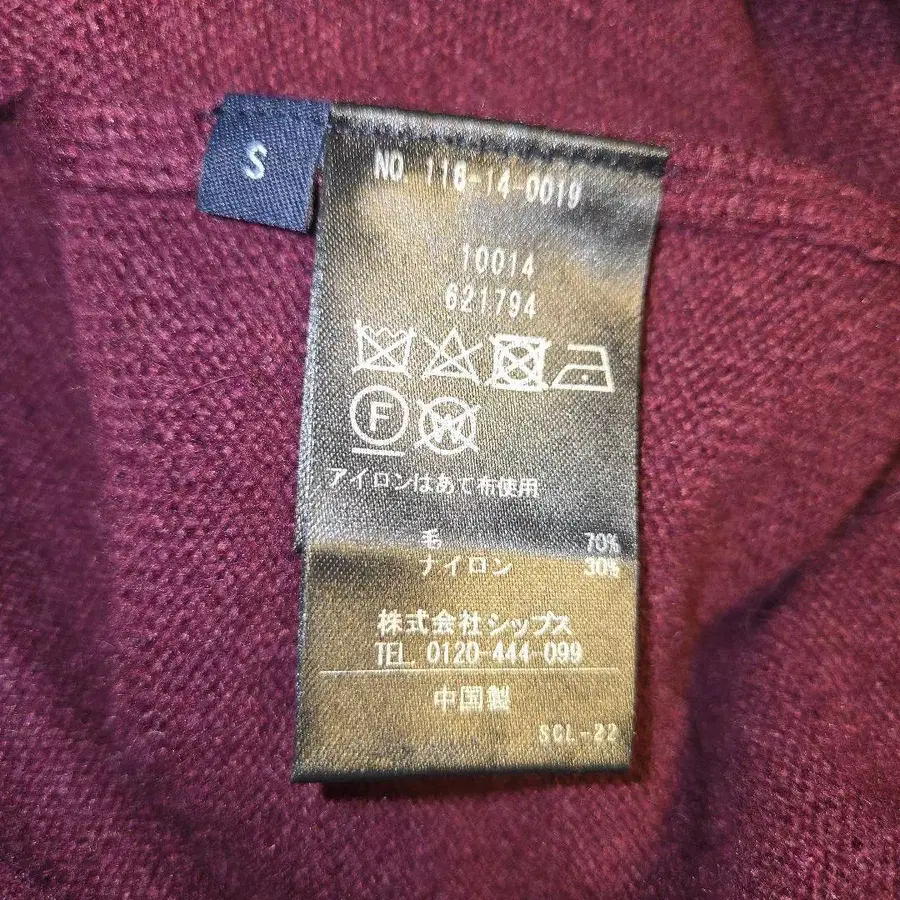 S
NO 118-14-0019
10014
621794
F
W
アイロンはあて布使用
毛 70%
ナイロン 30%
株式会社シップス
TEL. 0120-444-099
中国製
SCL-22